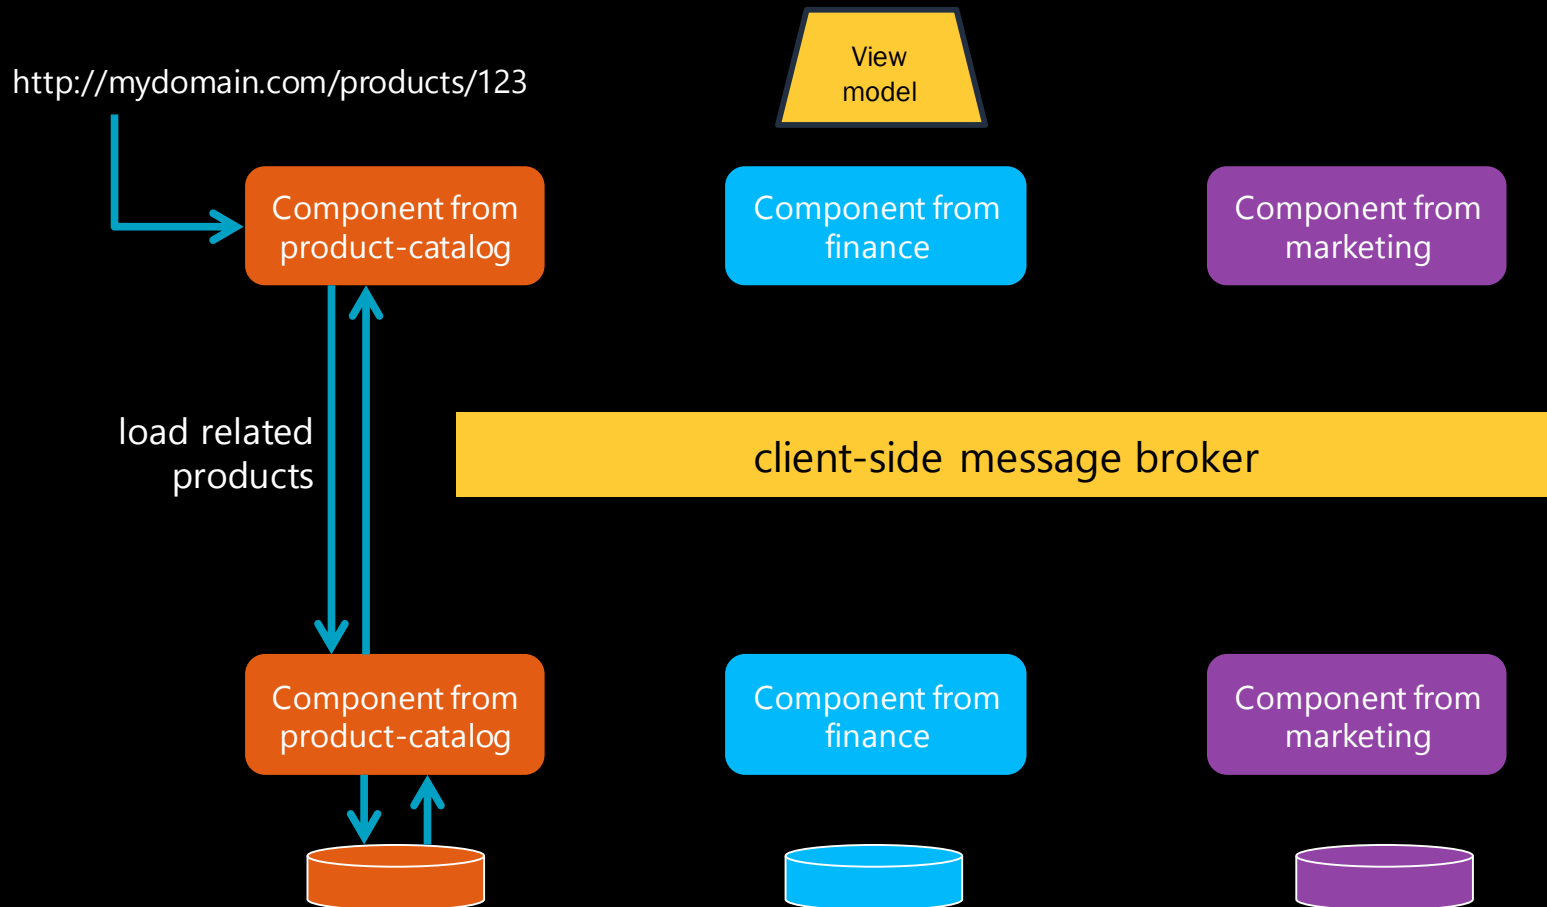 http://mydomain.com/products/123
View
model
Component from
product-catalog
Component from
finance
Component from
marketing
load related
products
client-side message broker
Component from
product-catalog
Component from
finance
Component from
marketing